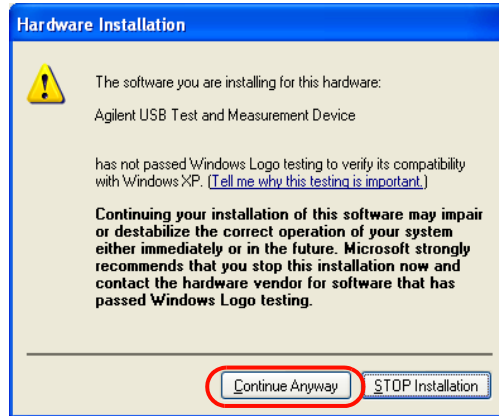 Hardware Installation
The software you are installing for this hardware:
Agilent USB Test and Measurement Device
has not passed Windows Logo testing to verify its compatibility
with Windows XP. (Tell me why this testing is important.)
Continuing your installation of this software may impair
or destabilize the correct operation of your system
either immediately or in the future. Microsoft strongly
recommends that you stop this installation now and
contact the hardware vendor for software that has
passed Windows Logo testing.
Continue Anyway STOP Installation